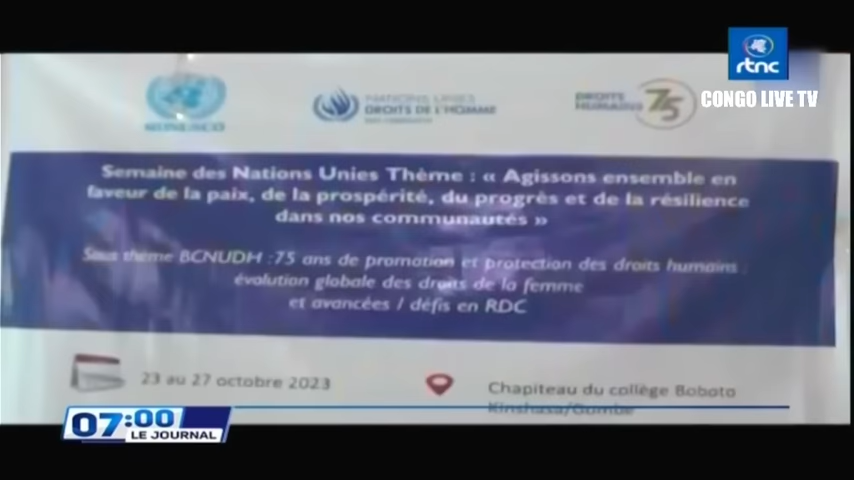 rtnc
CONGO LIVE TV
MONUSCO
NATIONS UNIES
DROITS DE L'HOMME
DROITS
HUMAINS 75
Semaine des Nations Unies Thème : « Agissons ensemble en
faveur de la paix, de la prospérité, du progrès et de la résilience
dans nos communautés »
Sous thème BCNUDH :75 ans de promotion et protection des droits humains :
évolution globale des droits de la femme
et avancées / défis en RDC
23 au 27 octobre 2023
Chapiteau du collège Boboto
Kinshasa/Gombe
07:00
LE JOURNAL